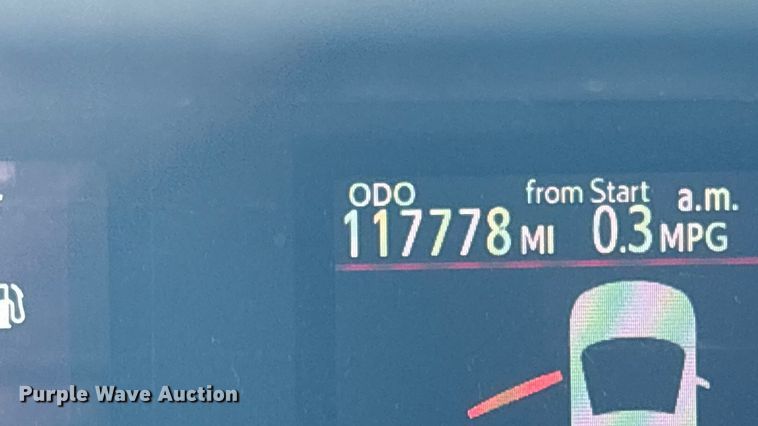 ODO from Start a.m.
117778 MI 0.3 MPG
Purple Wave Auction